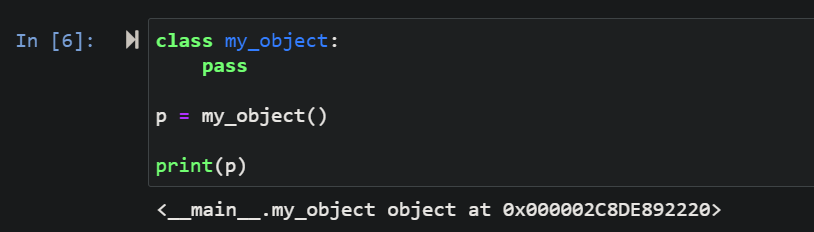 In [6]:
class my_object:
    pass
p = my_object()
print(p)
<__main__.my_object object at 0x000002C8DE892220>